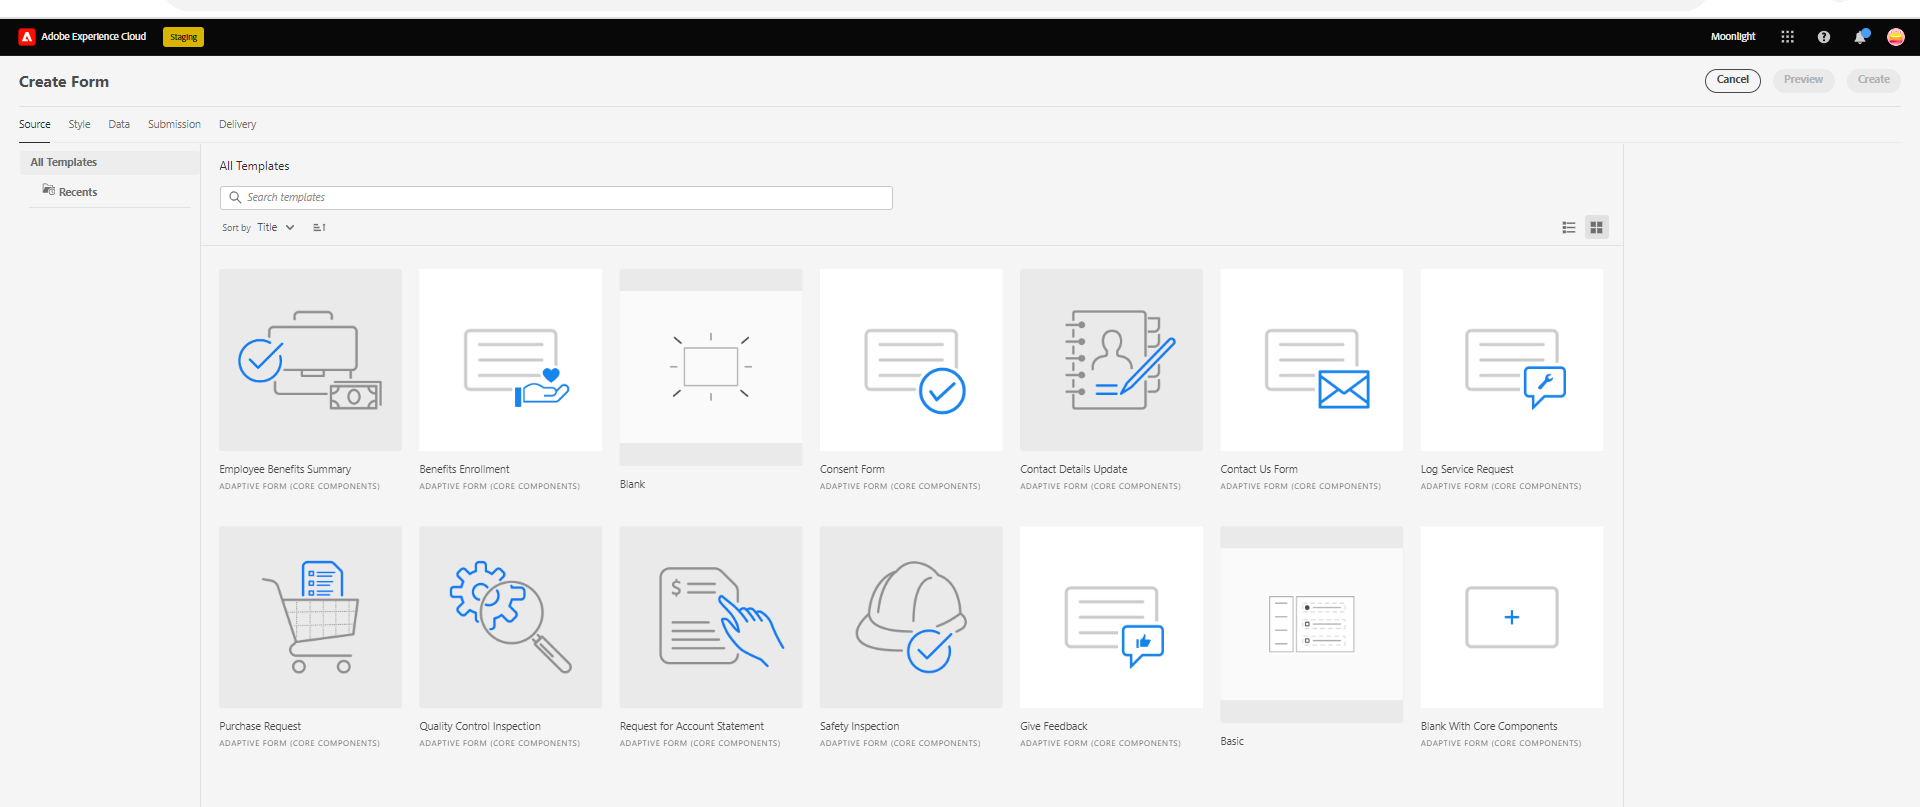 Adobe Experience Cloud
Staging
Moonlight
Create Form
Cancel
Preview
Create
Source
Style
Data
Submission
Delivery
All Templates
Recents
All Templates
Search templates
Sort by Title
Employee Benefits Summary
ADAPTIVE FORM (CORE COMPONENTS)
Benefits Enrollment
ADAPTIVE FORM (CORE COMPONENTS)
Blank
Consent Form
ADAPTIVE FORM (CORE COMPONENTS)
Contact Details Update
ADAPTIVE FORM (CORE COMPONENTS)
Contact Us Form
ADAPTIVE FORM (CORE COMPONENTS)
Log Service Request
ADAPTIVE FORM (CORE COMPONENTS)
$
Purchase Request
ADAPTIVE FORM (CORE COMPONENTS)
Quality Control Inspection
ADAPTIVE FORM (CORE COMPONENTS)
Request for Account Statement
ADAPTIVE FORM (CORE COMPONENTS)
Safety Inspection
ADAPTIVE FORM (CORE COMPONENTS)
Give Feedback
ADAPTIVE FORM (CORE COMPONENTS)
Basic
Blank With Core Components
ADAPTIVE FORM (CORE COMPONENTS)